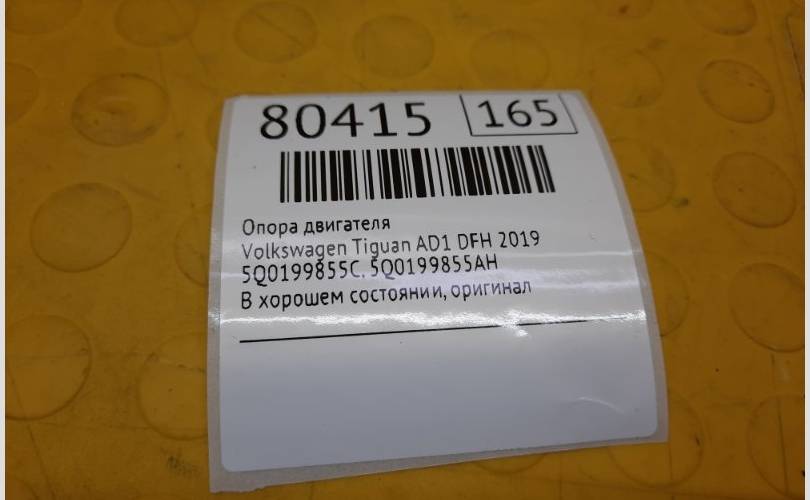 80415 165
Опора двигателя
Volkswagen Tiguan AD1 DFH 2019
5Q0199855C, 5Q0199855AH
В хорошем состоянии, оригинал